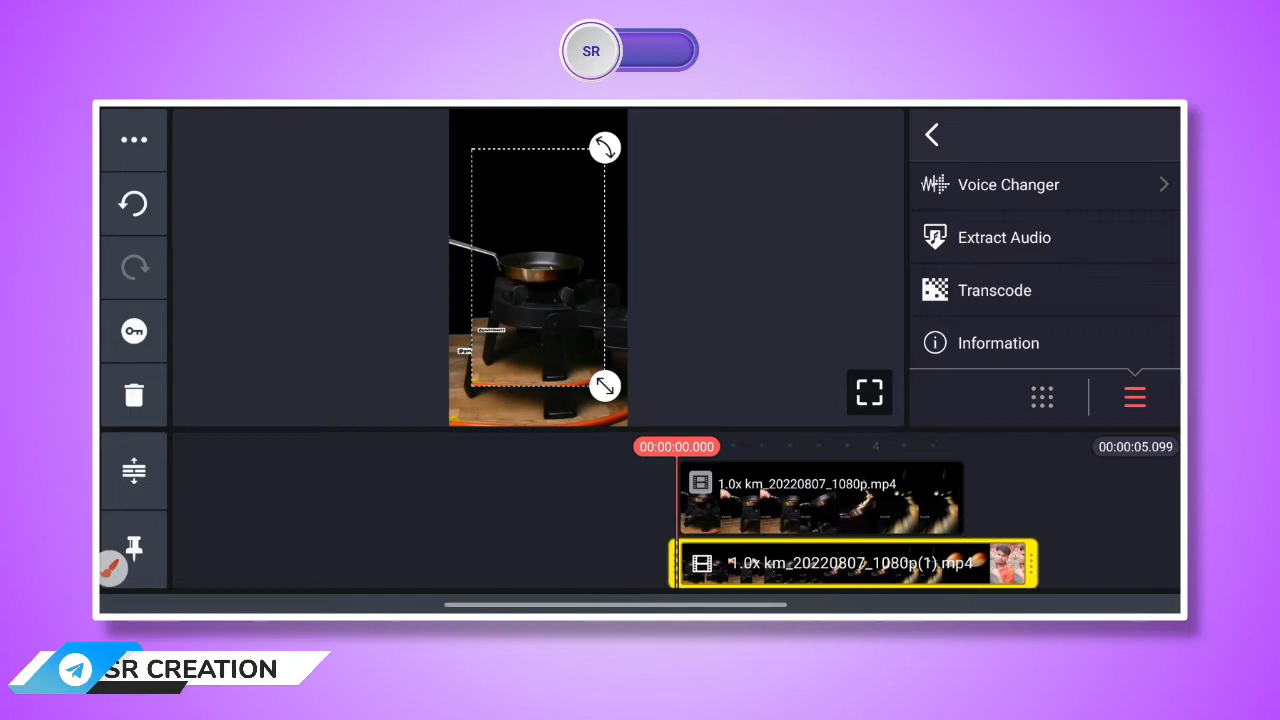 SR
Voice Changer
Extract Audio
Transcode
Information
00:00:00.000
4
00:00:05.099
1.0x km_20220807_1080p.mp4
1.0x km_20220807_1080p(1).mp4
SR CREATION